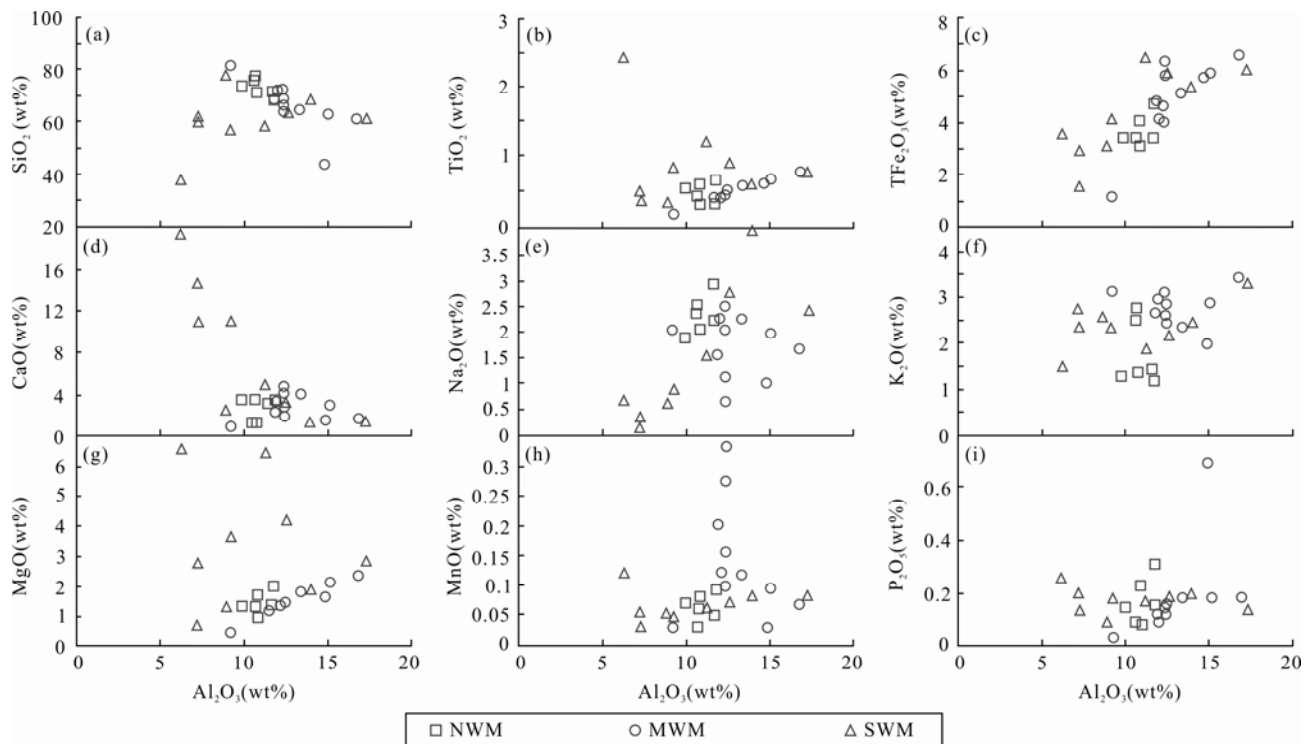 (a)
100
80
60
40
20
SiO₂ (wt%)
(b)
3
2
1
0
TiO₂ (wt%)
(c)
8
6
4
2
0
TFe₂O₃(wt%)
(d)
16
12
8
4
0
CaO(wt%)
(e)
3.5
3
2.5
2
1.5
1
0.5
0
Na₂O(wt%)
(f)
4
3
2
1
0
K₂O(wt%)
(g)
6
5
4
3
2
1
0
MgO(wt%)
0 5 10 15 20
Al₂O₃(wt%)
(h)
0.3
0.25
0.2
0.15
0.1
0.05
0
MnO(wt%)
0 5 10 15 20
Al₂O₃(wt%)
(i)
0.6
0.4
0.2
0
P₂O₅(wt%)
0 5 10 15 20
Al₂O₃(wt%)
NWM MWM SWM